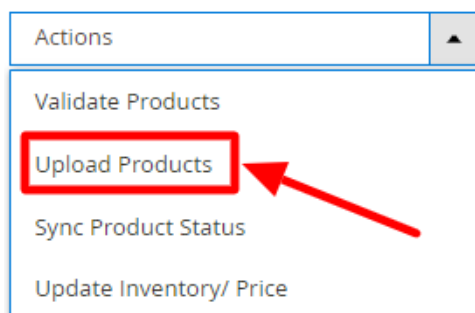 Actions
Validate Products
Upload Products
Sync Product Status
Update Inventory/ Price